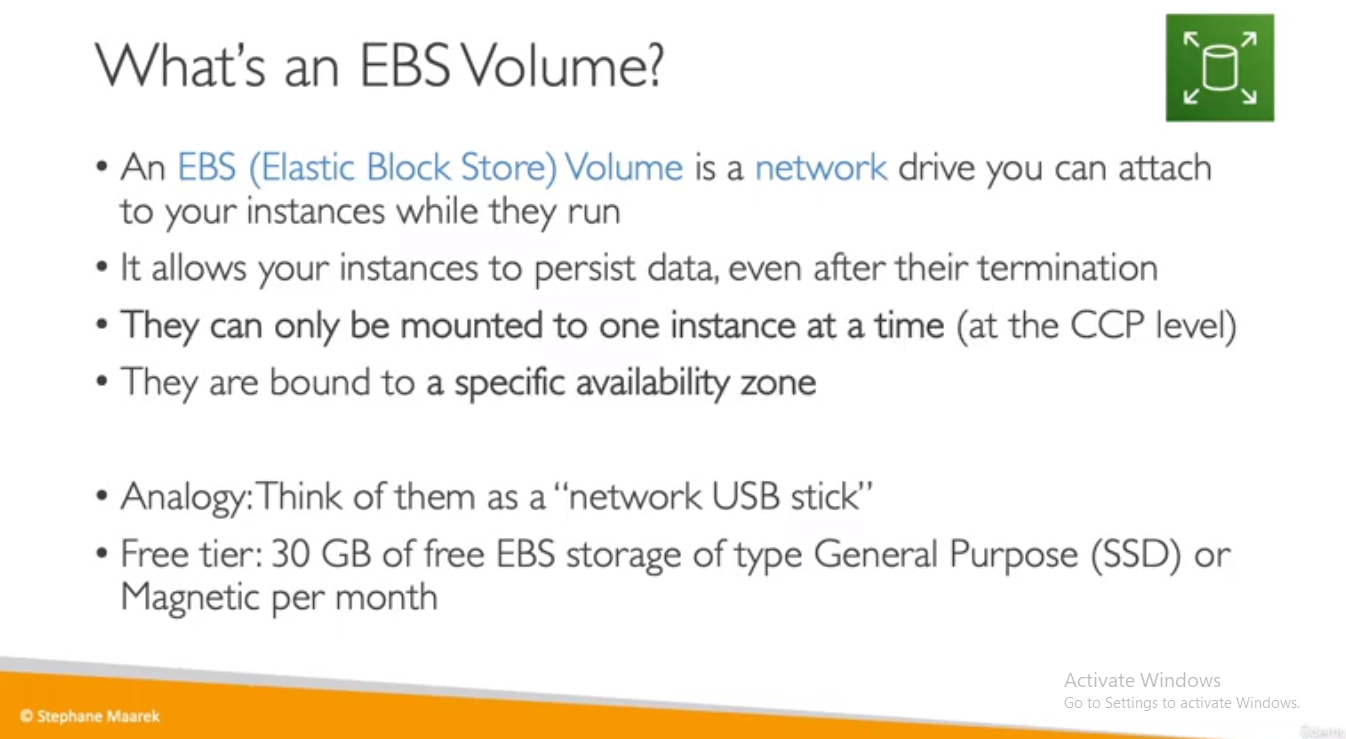 What's an EBS Volume?
• An EBS (Elastic Block Store) Volume is a network drive you can attach
to your instances while they run
• It allows your instances to persist data, even after their termination
• They can only be mounted to one instance at a time (at the CCP level)
• They are bound to a specific availability zone
• Analogy: Think of them as a “network USB stick”
• Free tier: 30 GB of free EBS storage of type General Purpose (SSD) or
Magnetic per month
Activate Windows
Go to Settings to activate Windows.
© Stephane Maarek
Udemy